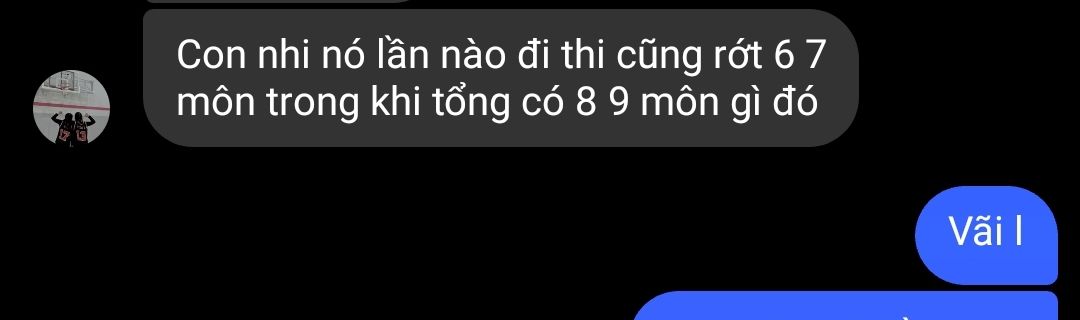 Con nhi nó lần nào đi thi cũng rớt 6 7
môn trong khi tổng có 8 9 môn gì đó
Vãi l